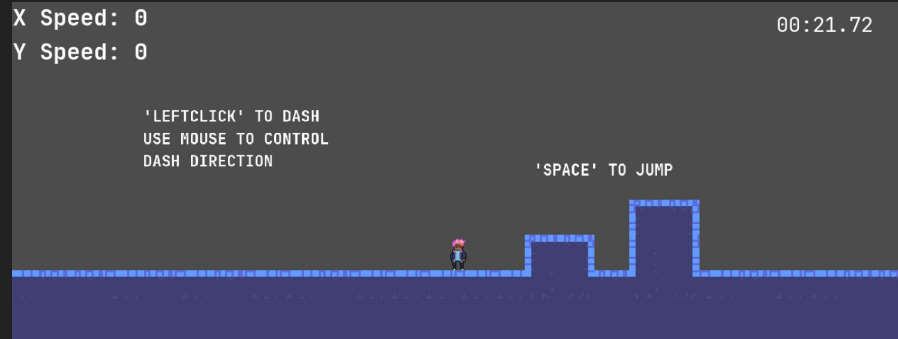 X Speed: 0
00:21.72
Y Speed: 0
'LEFTCLICK' TO DASH
USE MOUSE TO CONTROL
DASH DIRECTION
'SPACE' TO JUMP